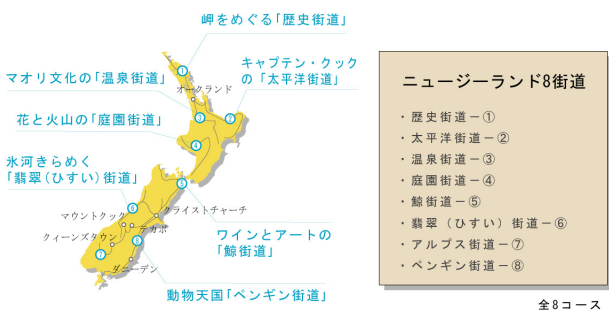 岬をめぐる「歴史街道」
キャプテン・クック
の「太平洋街道」
マオリ文化の「温泉街道」
オークランド
花と火山の「庭園街道」
氷河きらめく
「翡翠(ひすい)街道」
マウントクック
クライストチャーチ
テカポ
クィーンズタウン
ダニーデン
ワインとアートの
「鯨街道」
動物天国「ペンギン街道」
①
②
③
④
⑤
⑥
⑦
⑧
ニュージーランド8街道
・歴史街道－①
・太平洋街道－②
・温泉街道－③
・庭園街道－④
・鯨街道－⑤
・翡翠(ひすい)街道－⑥
・アルプス街道－⑦
・ペンギン街道－⑧
全8コース